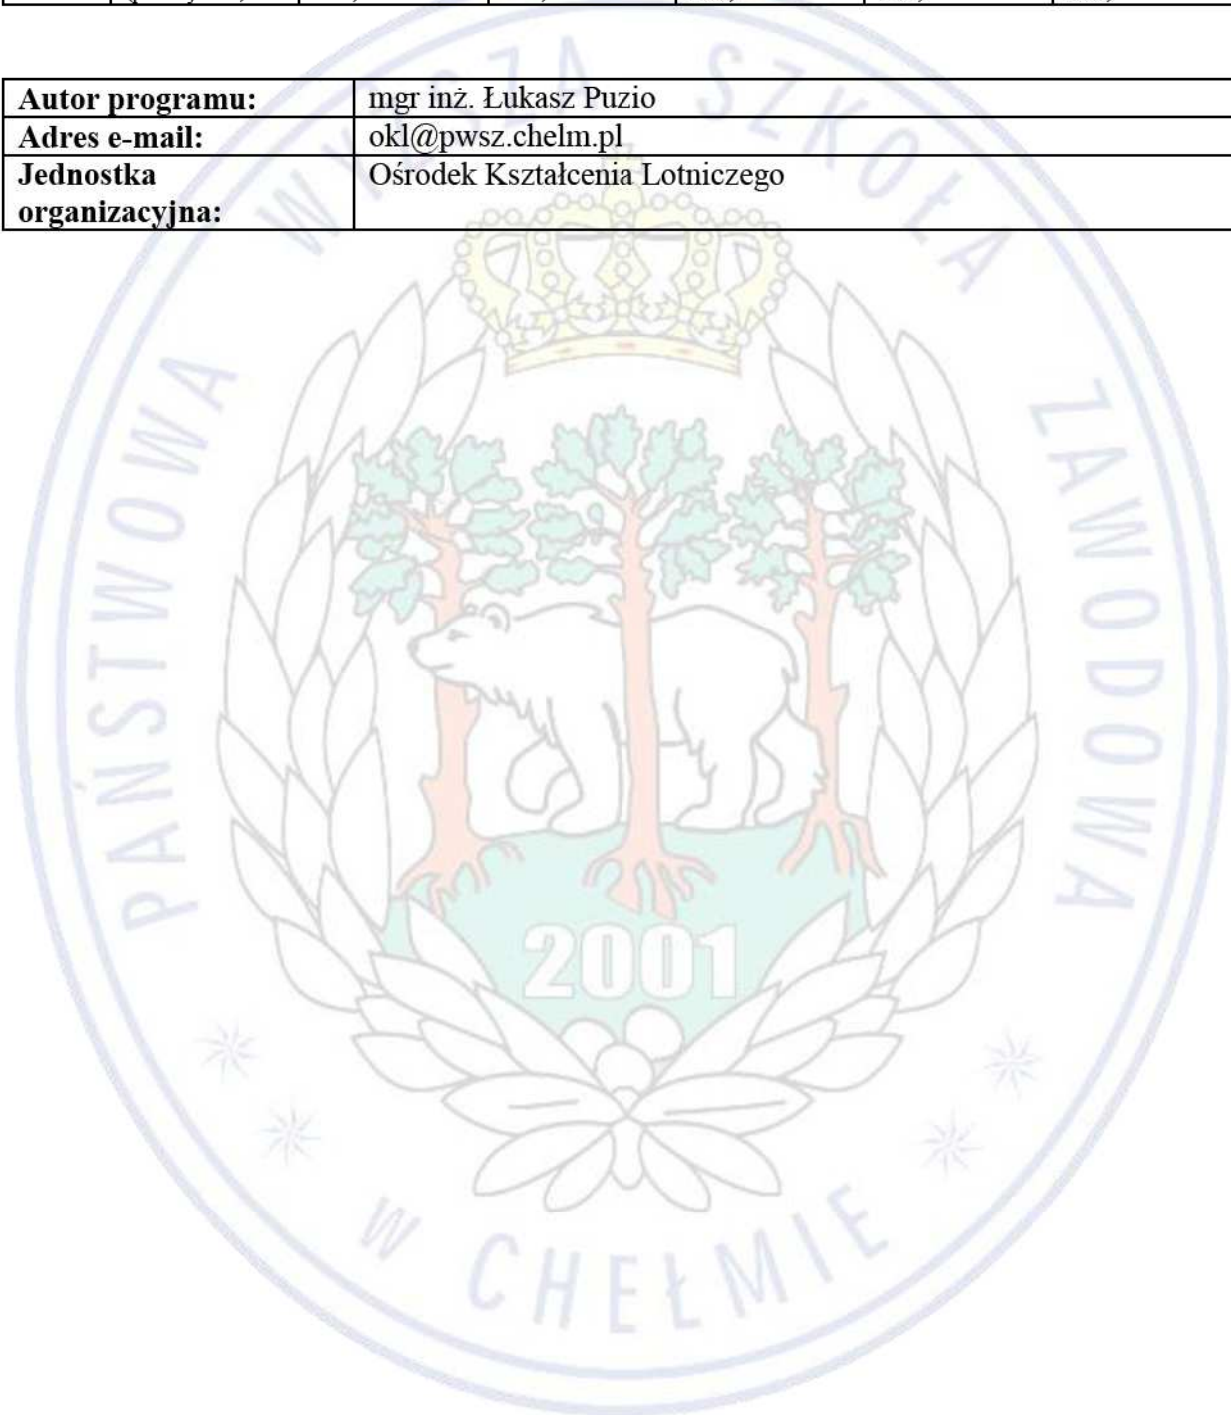 Autor programu: mgr inż. Łukasz Puzio
Adres e-mail: okl@pwsz.chelm.pl
Jednostka organizacyjna: Ośrodek Kształcenia Lotniczego
PAŃSTWOWA WYŻSZA SZKOŁA ZAWODOWA
2001
W CHEŁMIE